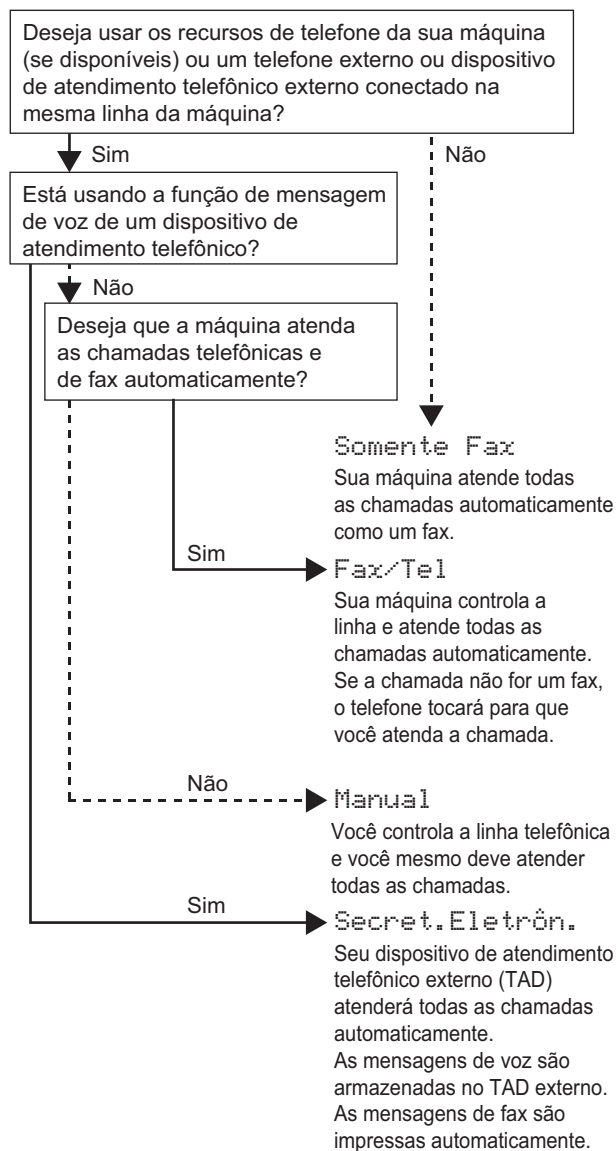 Deseja usar os recursos de telefone da sua máquina
(se disponíveis) ou um telefone externo ou dispositivo
de atendimento telefônico externo conectado na
mesma linha da máquina?
Sim
Não
Está usando a função de mensagem
de voz de um dispositivo de
atendimento telefônico?
Não
Deseja que a máquina atenda
as chamadas telefônicas e
de fax automaticamente?
Somente Fax
Sua máquina atende todas
as chamadas automaticamente
como um fax.
Sim
Fax/Tel
Sua máquina controla a
linha e atende todas as
chamadas automaticamente.
Se a chamada não for um fax,
o telefone tocará para que
você atenda a chamada.
Não
Manual
Você controla a linha telefônica
e você mesmo deve atender
todas as chamadas.
Sim
Secret.Eletrôn.
Seu dispositivo de atendimento
telefônico externo (TAD)
atenderá todas as chamadas
automaticamente.
As mensagens de voz são
armazenadas no TAD externo.
As mensagens de fax são
impressas automaticamente.